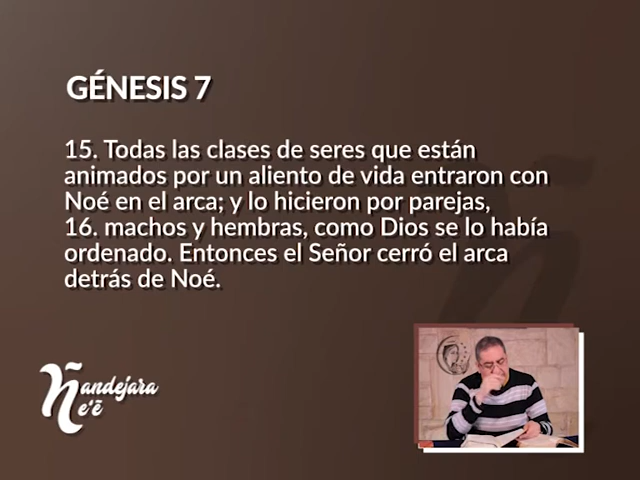 GÉNESIS 7
15. Todas las clases de seres que están
animados por un aliento de vida entraron con
Noé en el arca; y lo hicieron por parejas,
16. machos y hembras, como Dios se lo había
ordenado. Entonces el Señor cerró el arca
detrás de Noé.
Ñandejara
Ñe'ẽ